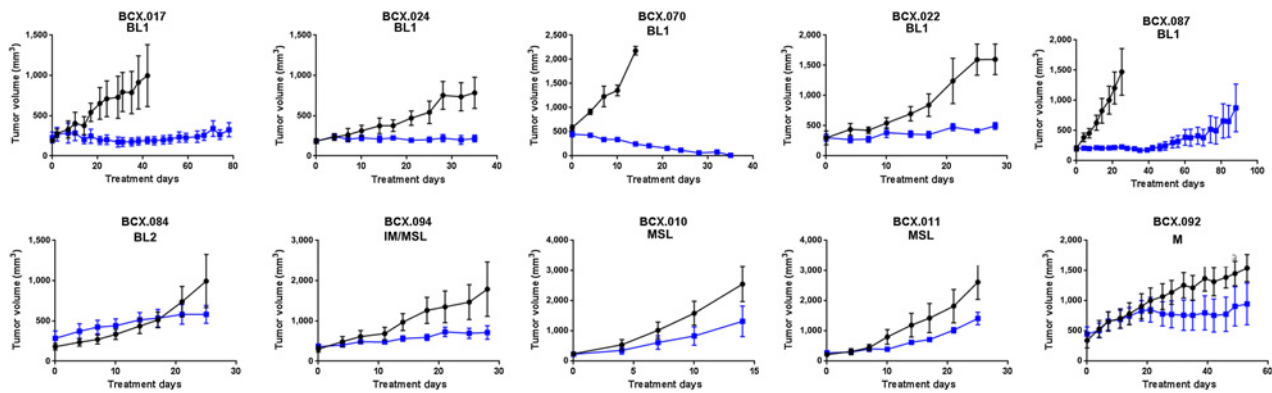 BCX.017
BL1
Tumor volume (mm³)
1,500
1,000
500
0
0 20 40 60 80
Treatment days
BCX.024
BL1
Tumor volume (mm³)
1,500
1,000
500
0
0 10 20 30 40
Treatment days
BCX.070
BL1
Tumor volume (mm³)
2,500
2,000
1,500
1,000
500
0
0 10 20 30 40
Treatment days
BCX.022
BL1
Tumor volume (mm³)
2,500
2,000
1,500
1,000
500
0
0 10 20 30
Treatment days
BCX.087
BL1
Tumor volume (mm³)
2,000
1,500
1,000
500
0
0 20 40 60 80 100
Treatment days
BCX.084
BL2
Tumor volume (mm³)
1,500
1,000
500
0
0 10 20 30
Treatment days
BCX.094
IM/MSL
Tumor volume (mm³)
3,000
2,000
1,000
0
0 10 20 30
Treatment days
BCX.010
MSL
Tumor volume (mm³)
4,000
3,000
2,000
1,000
0
0 5 10 15
Treatment days
BCX.011
MSL
Tumor volume (mm³)
4,000
3,000
2,000
1,000
0
0 10 20 30
Treatment days
BCX.092
M
Tumor volume (mm³)
2,000
1,500
1,000
500
0
0 20 40 60
Treatment days